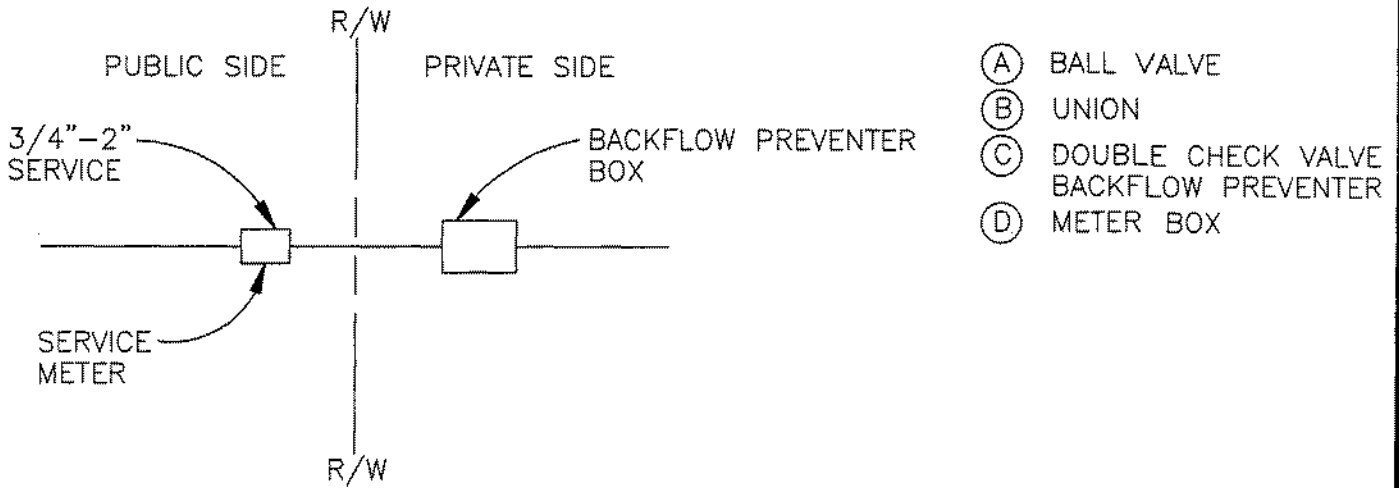 R/W
PUBLIC SIDE
PRIVATE SIDE
3/4"-2"
SERVICE
BACKFLOW PREVENTER
BOX
SERVICE
METER
R/W
A BALL VALVE
B UNION
C DOUBLE CHECK VALVE
BACKFLOW PREVENTER
D METER BOX